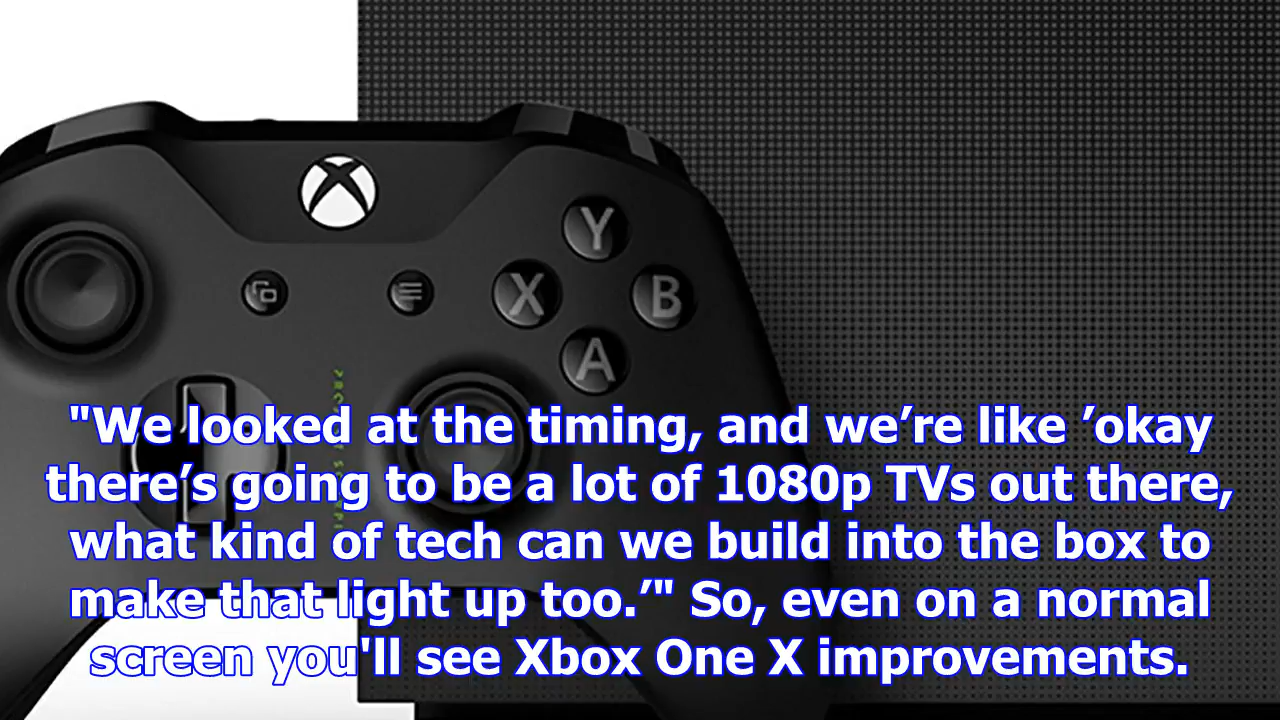 Y
X
B
A
"We looked at the timing, and we’re like ’okay
there’s going to be a lot of 1080p TVs out there,
what kind of tech can we build into the box to
make that light up too.’" So, even on a normal
screen you'll see Xbox One X improvements.